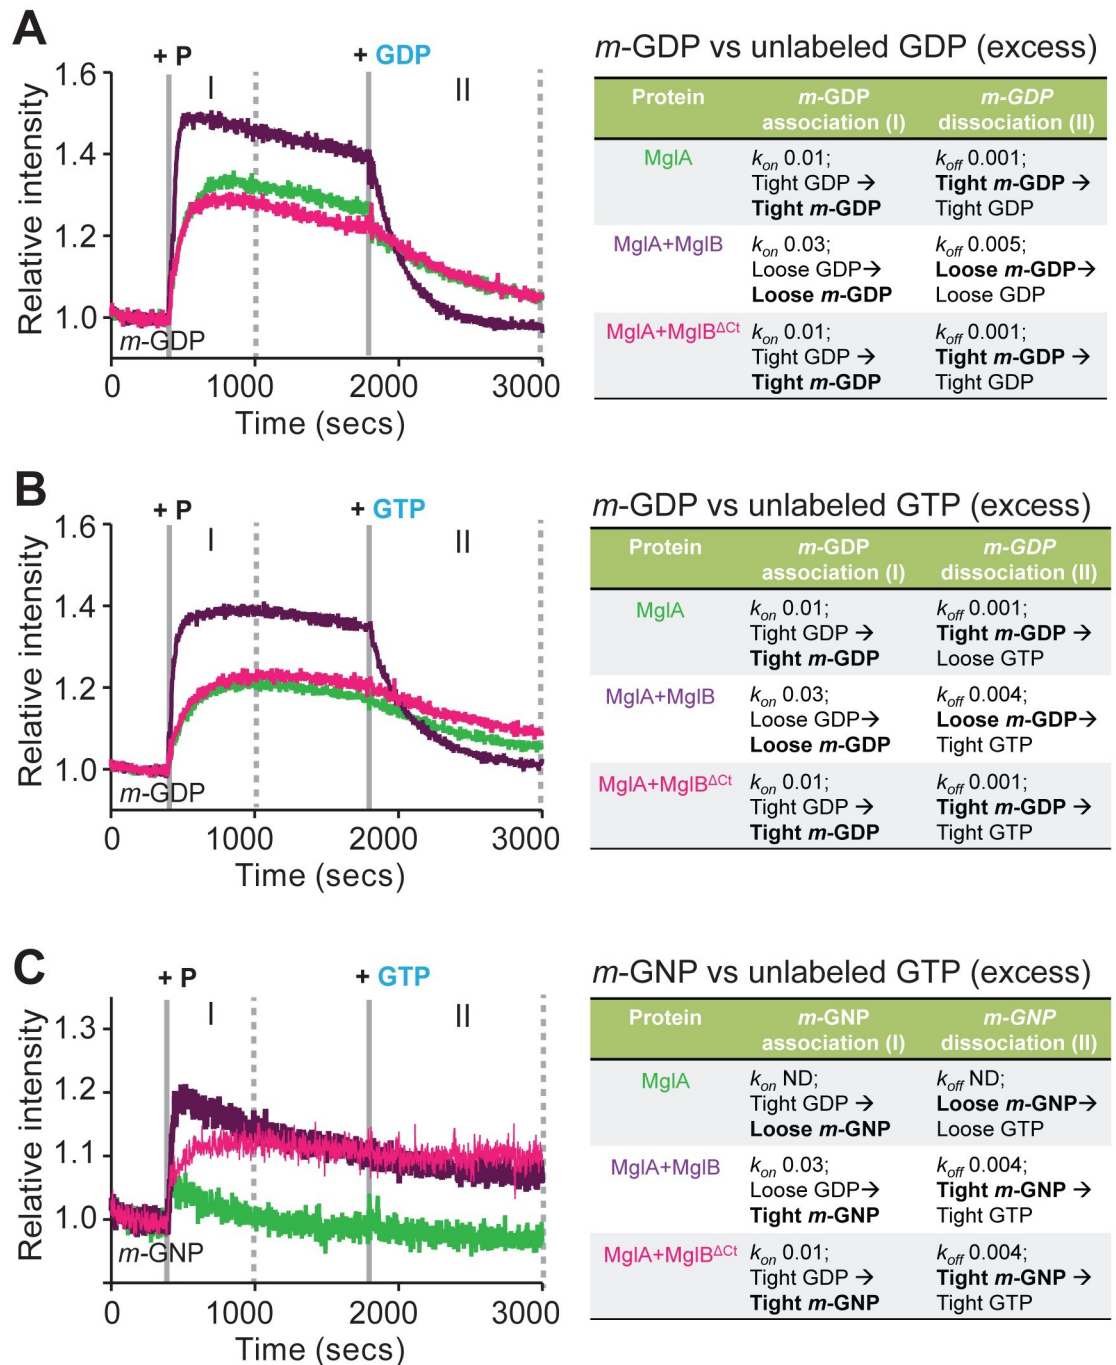 A
+ P
+ GDP
I
II
Relative intensity
1.6
1.4
1.2
1.0
m-GDP
0
1000
2000
3000
Time (secs)
m-GDP vs unlabeled GDP (excess)
Protein m-GDP m-GDP
association (I) dissociation (II)
MglA kon 0.01; koff 0.001;
Tight GDP → Tight m-GDP →
Tight m-GDP Tight GDP
MglA+MglB kon 0.03; koff 0.005;
Loose GDP→ Loose m-GDP→
Loose m-GDP Loose GDP
MglA+MglBΔCt kon 0.01; koff 0.001;
Tight GDP → Tight m-GDP →
Tight m-GDP Tight GDP
B
+ P
+ GTP
I
II
Relative intensity
1.6
1.4
1.2
1.0
m-GDP
0
1000
2000
3000
Time (secs)
m-GDP vs unlabeled GTP (excess)
Protein m-GDP m-GDP
association (I) dissociation (II)
MglA kon 0.01; koff 0.001;
Tight GDP → Tight m-GDP →
Tight m-GDP Loose GTP
MglA+MglB kon 0.03; koff 0.004;
Loose GDP→ Loose m-GDP→
Loose m-GDP Tight GTP
MglA+MglBΔCt kon 0.01; koff 0.001;
Tight GDP → Tight m-GDP →
Tight m-GDP Tight GTP
C
+ P
+ GTP
I
II
Relative intensity
1.3
1.2
1.1
1.0
m-GNP
0
1000
2000
3000
Time (secs)
m-GNP vs unlabeled GTP (excess)
Protein m-GNP m-GNP
association (I) dissociation (II)
MglA kon ND; koff ND;
Tight GDP → Loose m-GNP→
Loose m-GNP Loose GTP
MglA+MglB kon 0.03; koff 0.004;
Loose GDP→ Tight m-GNP →
Tight m-GNP Tight GTP
MglA+MglBΔCt kon 0.01; koff 0.004;
Tight GDP → Tight m-GNP →
Tight m-GNP Tight GTP